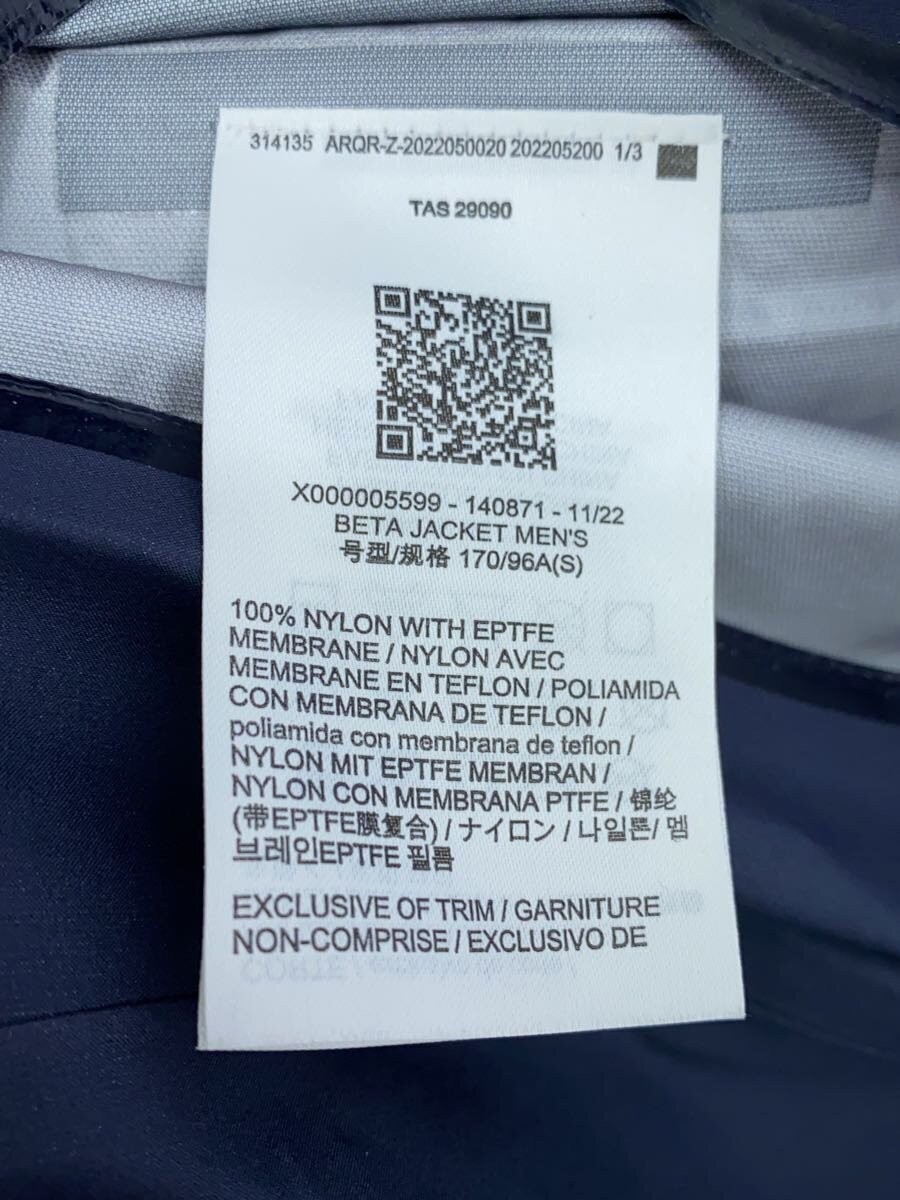 314135 ARQR-Z-2022050020 202205200 1/3
TAS 29090
X000005599 - 140871 - 11/22
BETA JACKET MEN'S
号型/规格 170/96A(S)
100% NYLON WITH EPTFE
MEMBRANE / NYLON AVEC
MEMBRANE EN TEFLON / POLIAMIDA
CON MEMBRANA DE TEFLON /
poliamida con membrana de teflon /
NYLON MIT EPTFE MEMBRAN /
NYLON CON MEMBRANA PTFE / 锦纶
(带EPTFE膜复合) / ナイロン / 나일론/ 멤
브레인EPTFE 필름
EXCLUSIVE OF TRIM / GARNITURE
NON-COMPRISE / EXCLUSIVO DE